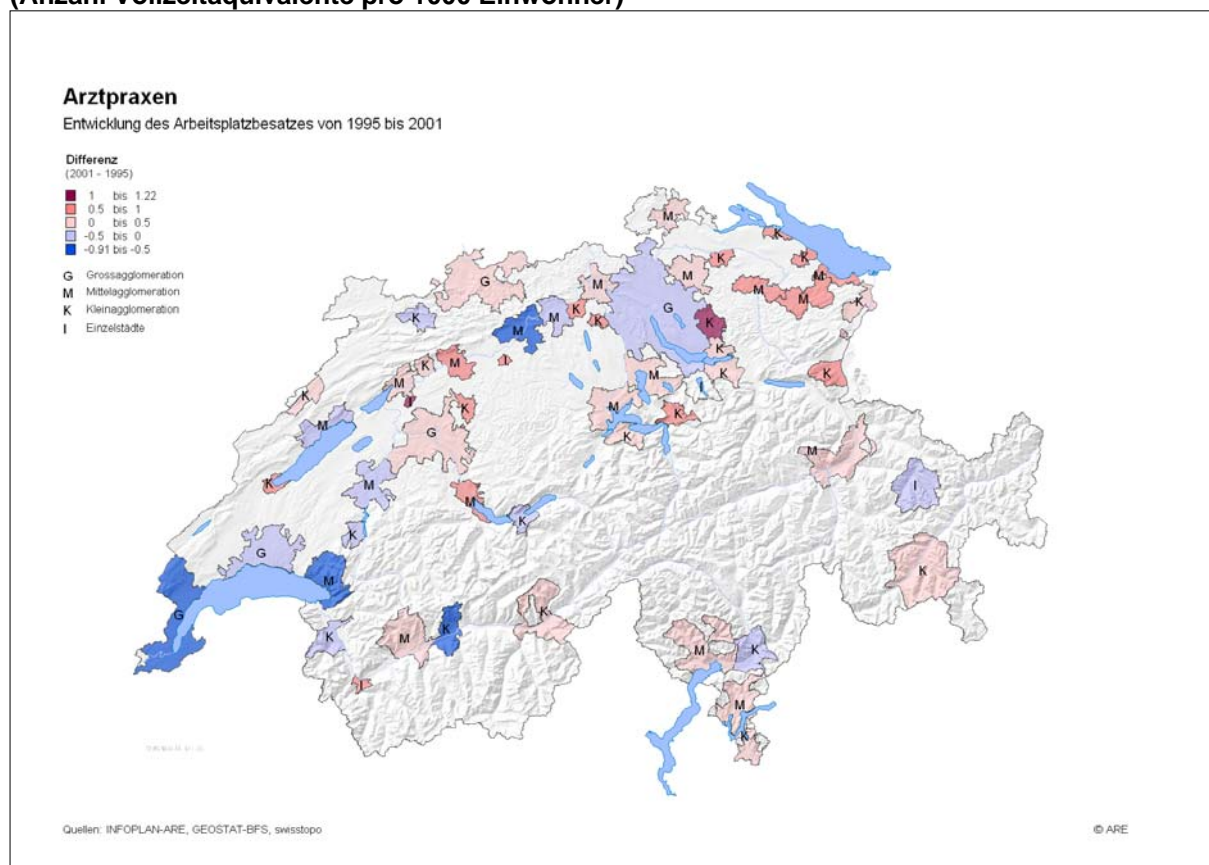 (Anzahl Vollzeitäquivalente pro 1000 Einwohner)
Arztpraxen
Entwicklung des Arbeitsplatzbesatzes von 1995 bis 2001
Differenz
(2001 - 1995)
1 bis 1.22
0.5 bis 1
0 bis 0.5
-0.5 bis 0
-0.91 bis -0.5
G Grossagglomeration
M Mittelagglomeration
K Kleinagglomeration
I Einzelstädte
M
K
K
K
M
G
M
M
M
M
K
K
G
K
M
M
K
K
K
K
K
M
I
K
K
M
M
I
K
I
M
K
K
G
M
K
M
I
K
M
M
K
K
G
K
M
G
K
K
M
K
M
K
I
M
K
Quellen: INFOPLAN-ARE, GEOSTAT-BFS, swisstopo
© ARE